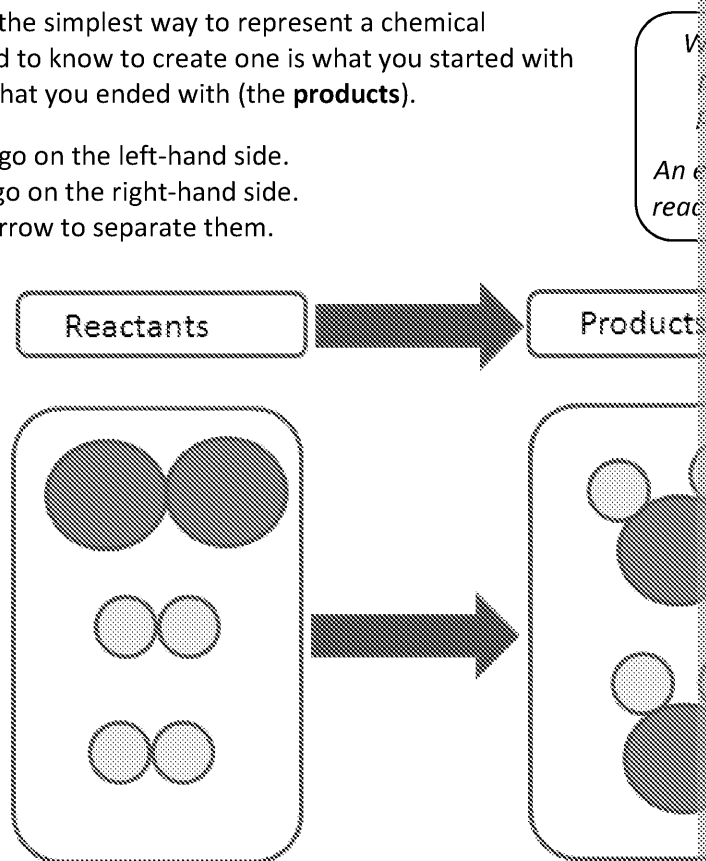 the simplest way to represent a chemical
to know to create one is what you started with
hat you ended with (the products).
go on the left-hand side.
go on the right-hand side.
rrow to separate them.
An
reac
Reactants
Products